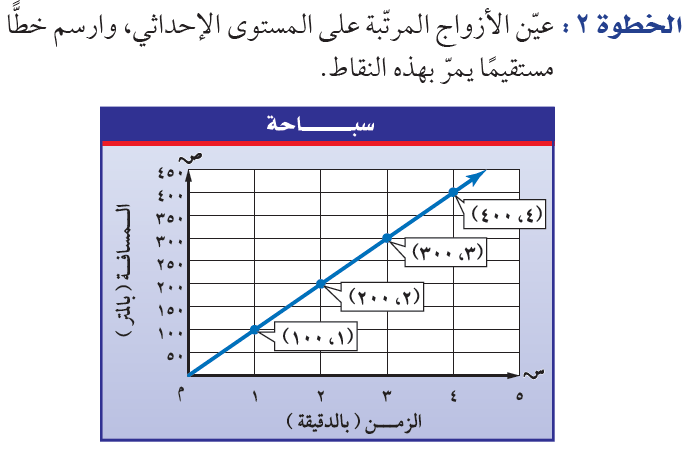 الخطوة ٢ : عيّن الأزواج المرتّبة على المستوى الإحداثي، وارسم خطًّا
مستقيمًا يمرّ بهذه النقاط.
سبـــــاحة
ص
٤٥٠
٤٠٠
٣٥٠
٣٠٠
٢٥٠
٢٠٠
١٥٠
١٠٠
٥٠
المسافة (بالمتر)
(٤٠٠،٤)
(٣٠٠،٣)
(٢٠٠،٢)
(١٠٠،١)
س
م ١ ٢ ٣ ٤ ٥
الزمــن (بالدقيقة)